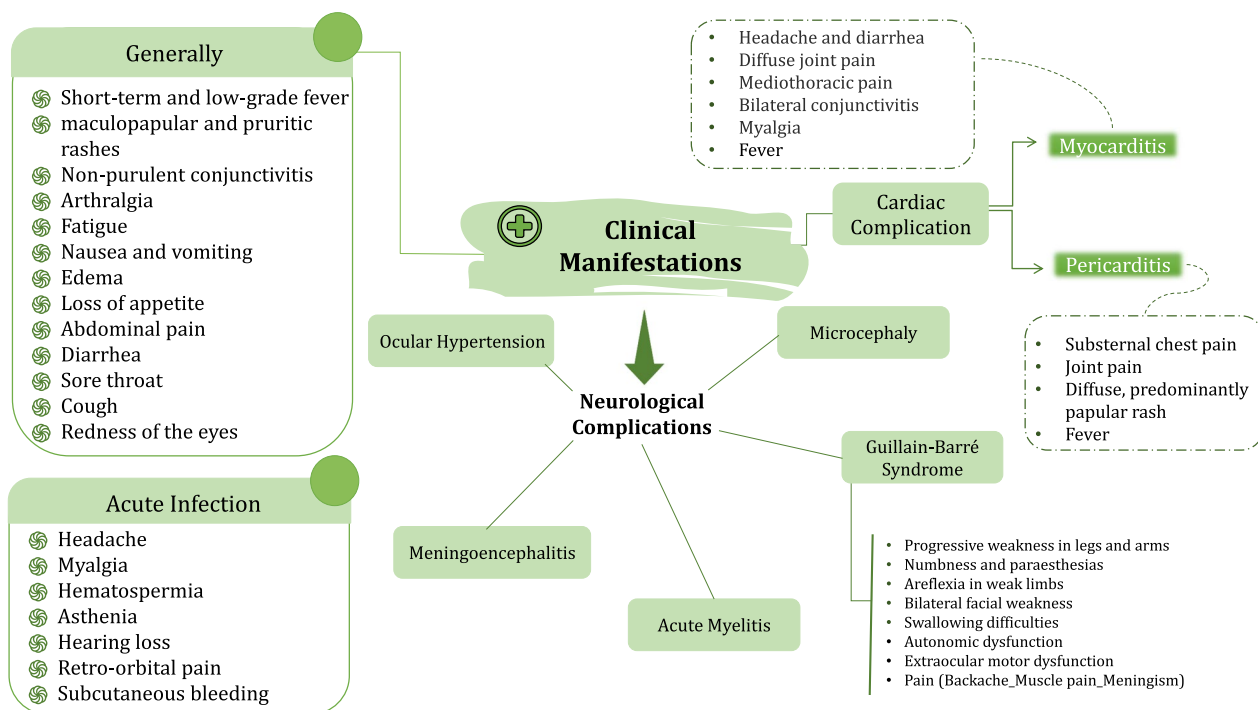 Generally
Short-term and low-grade fever
maculopapular and pruritic
rashes
Non-purulent conjunctivitis
Arthralgia
Fatigue
Nausea and vomiting
Edema
Loss of appetite
Abdominal pain
Diarrhea
Sore throat
Cough
Redness of the eyes
Acute Infection
Headache
Myalgia
Hematospermia
Asthenia
Hearing loss
Retro-orbital pain
Subcutaneous bleeding
Clinical
Manifestations
Cardiac
Complication
Myocarditis
Headache and diarrhea
Diffuse joint pain
Mediothoracic pain
Bilateral conjunctivitis
Myalgia
Fever
Pericarditis
Substernal chest pain
Joint pain
Diffuse, predominantly
papular rash
Fever
Neurological
Complications
Ocular Hypertension
Microcephaly
Meningoencephalitis
Acute Myelitis
Guillain-Barré
Syndrome
Progressive weakness in legs and arms
Numbness and paraesthesias
Areflexia in weak limbs
Bilateral facial weakness
Swallowing difficulties
Autonomic dysfunction
Extraocular motor dysfunction
Pain (Backache_Muscle pain_Meningism)